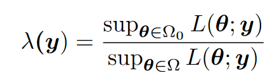 λ(𝒚) = sup_{𝜽∈Ω₀} L(𝜽; 𝒚) / sup_{𝜽∈Ω} L(𝜽; 𝒚)